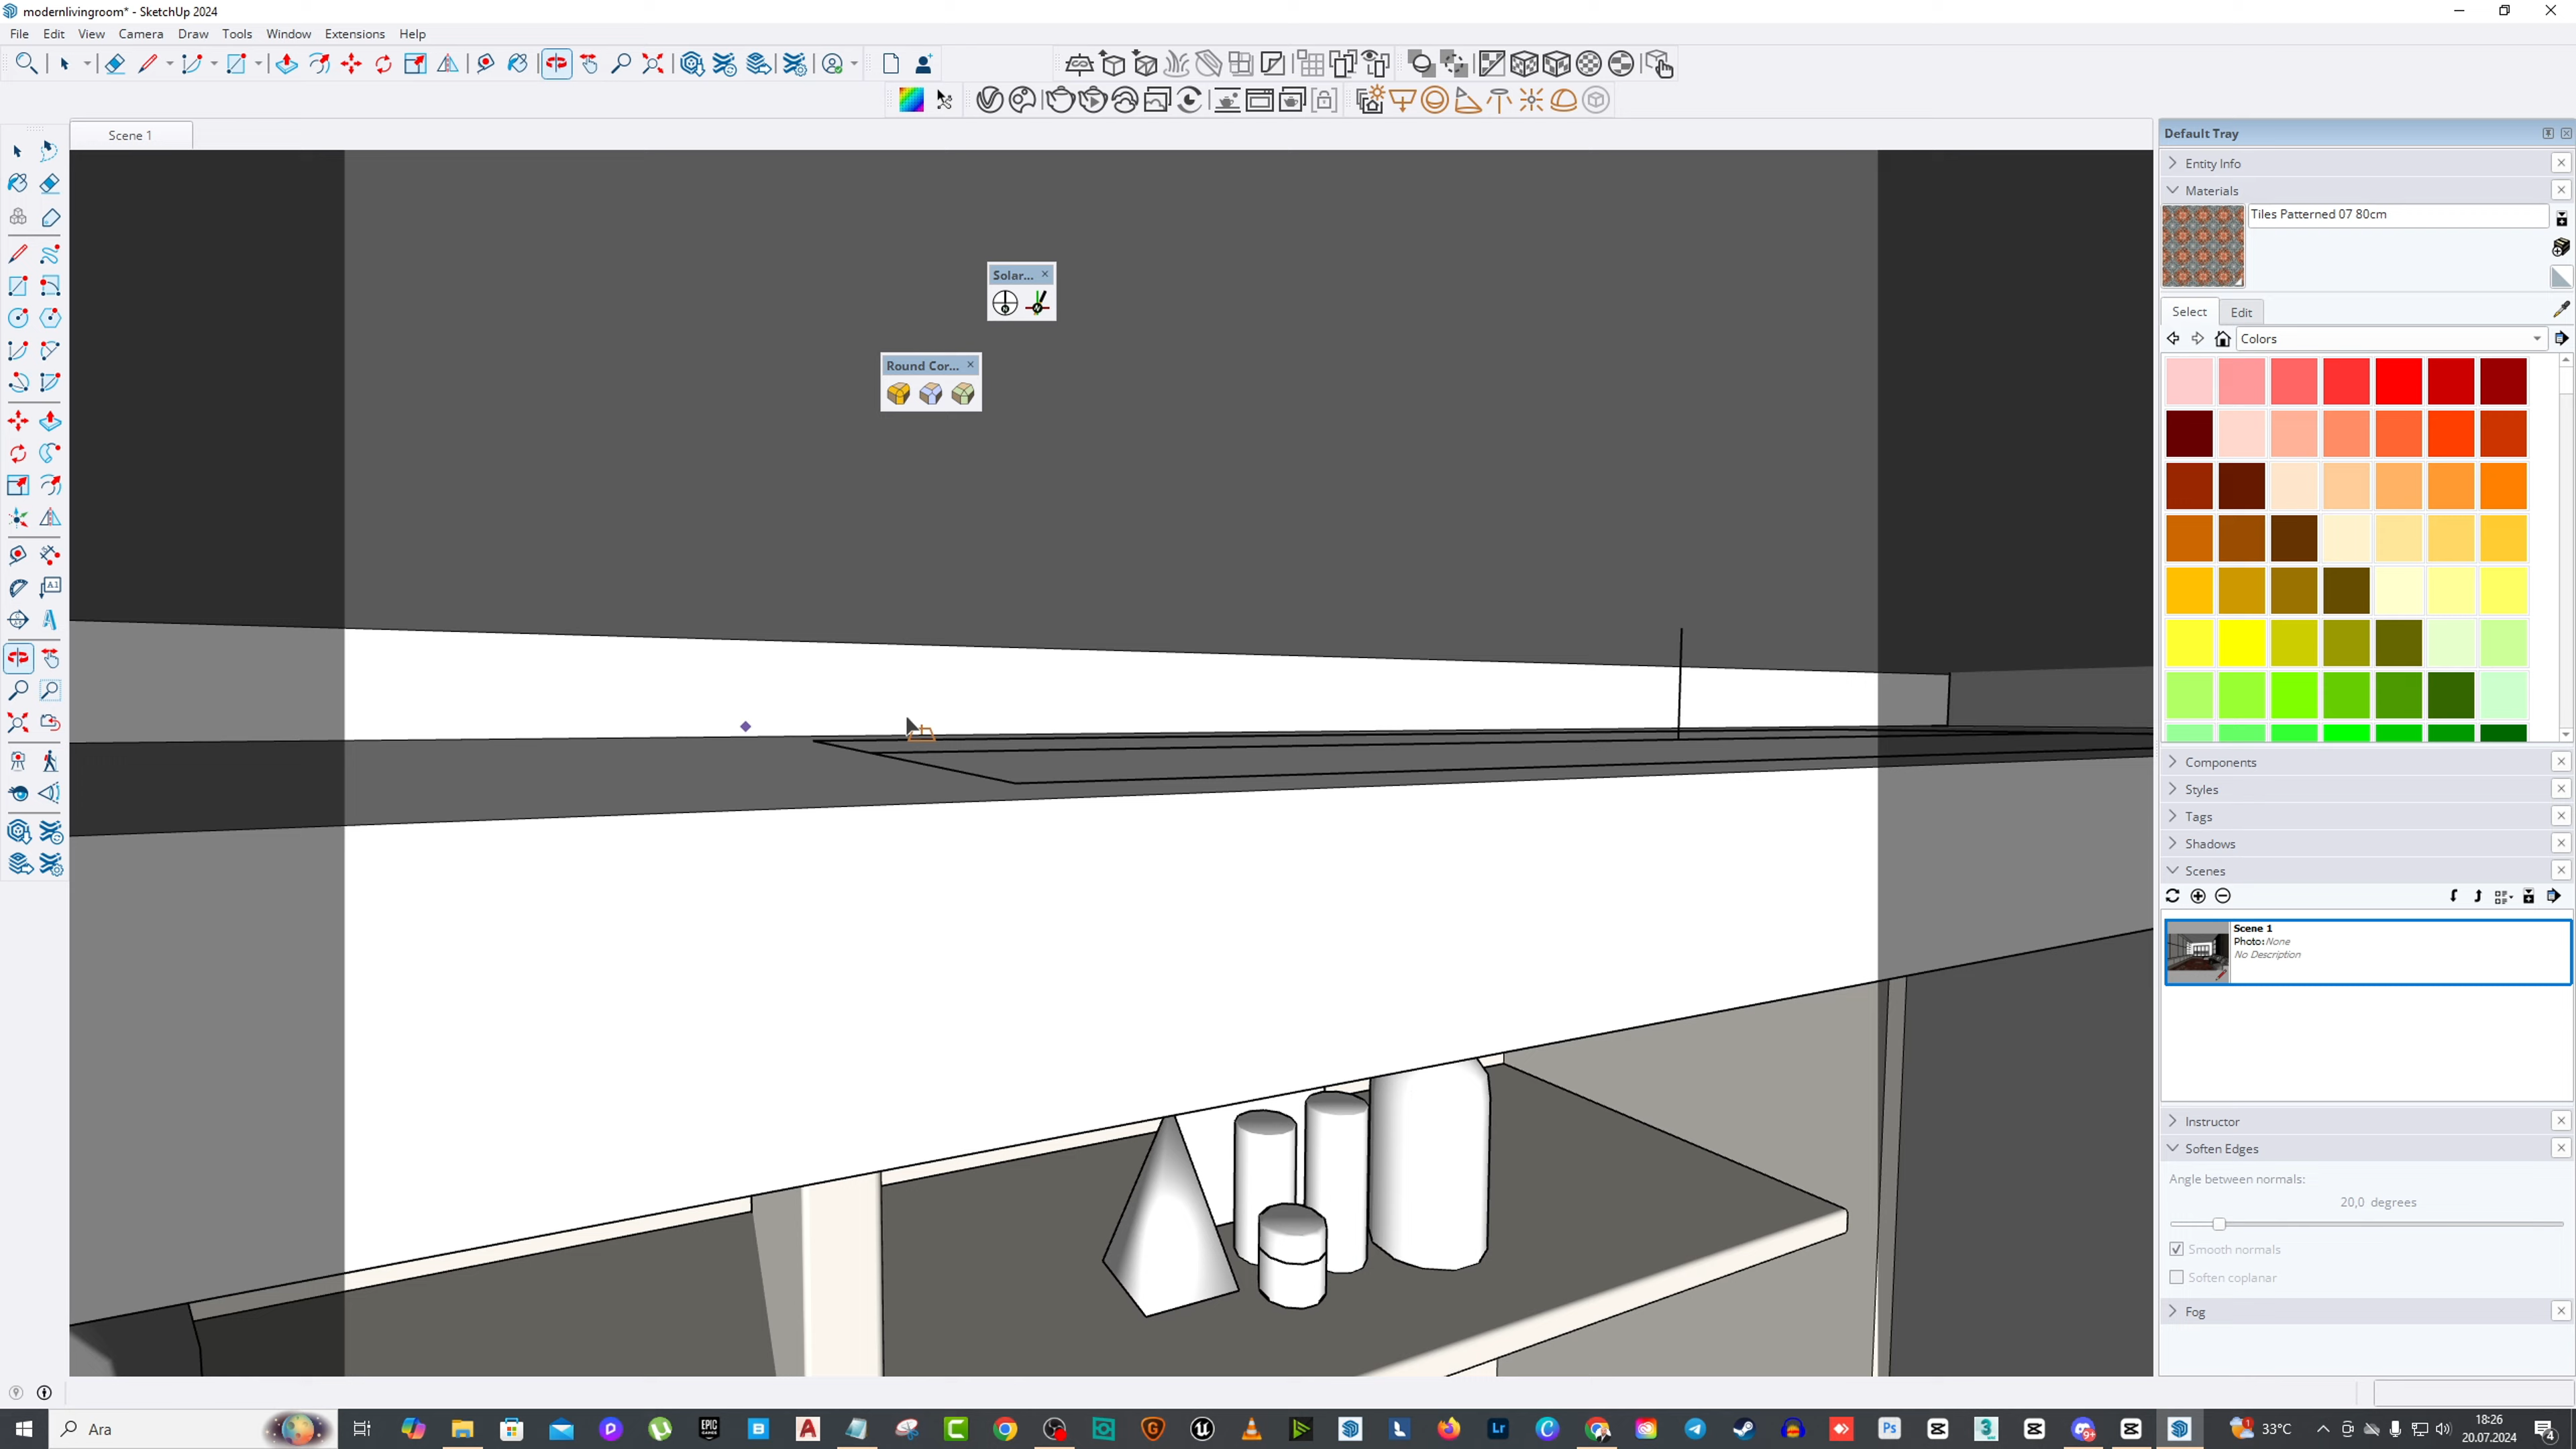 modernlivingroom* - SketchUp 2024
File Edit View Camera Draw Tools Window Extensions Help
Scene 1
Default Tray
Entity Info
Materials
Tiles Patterned 07 80cm
Solar...
Select Edit
Colors
Round Cor...
Components
Styles
Tags
Shadows
Scenes
Scene 1
Photo: None
No Description
Instructor
Soften Edges
Angle between normals:
20,0 degrees
Smooth normals
Soften coplanar
Fog
Ara
33°C
18:26
20.07.2024